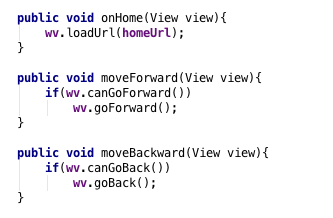 public void onHome(View view){
    wv.loadUrl(homeUrl);
}

public void moveForward(View view){
    if(wv.canGoForward())
        wv.goForward();
}

public void moveBackward(View view){
    if(wv.canGoBack())
        wv.goBack();
}